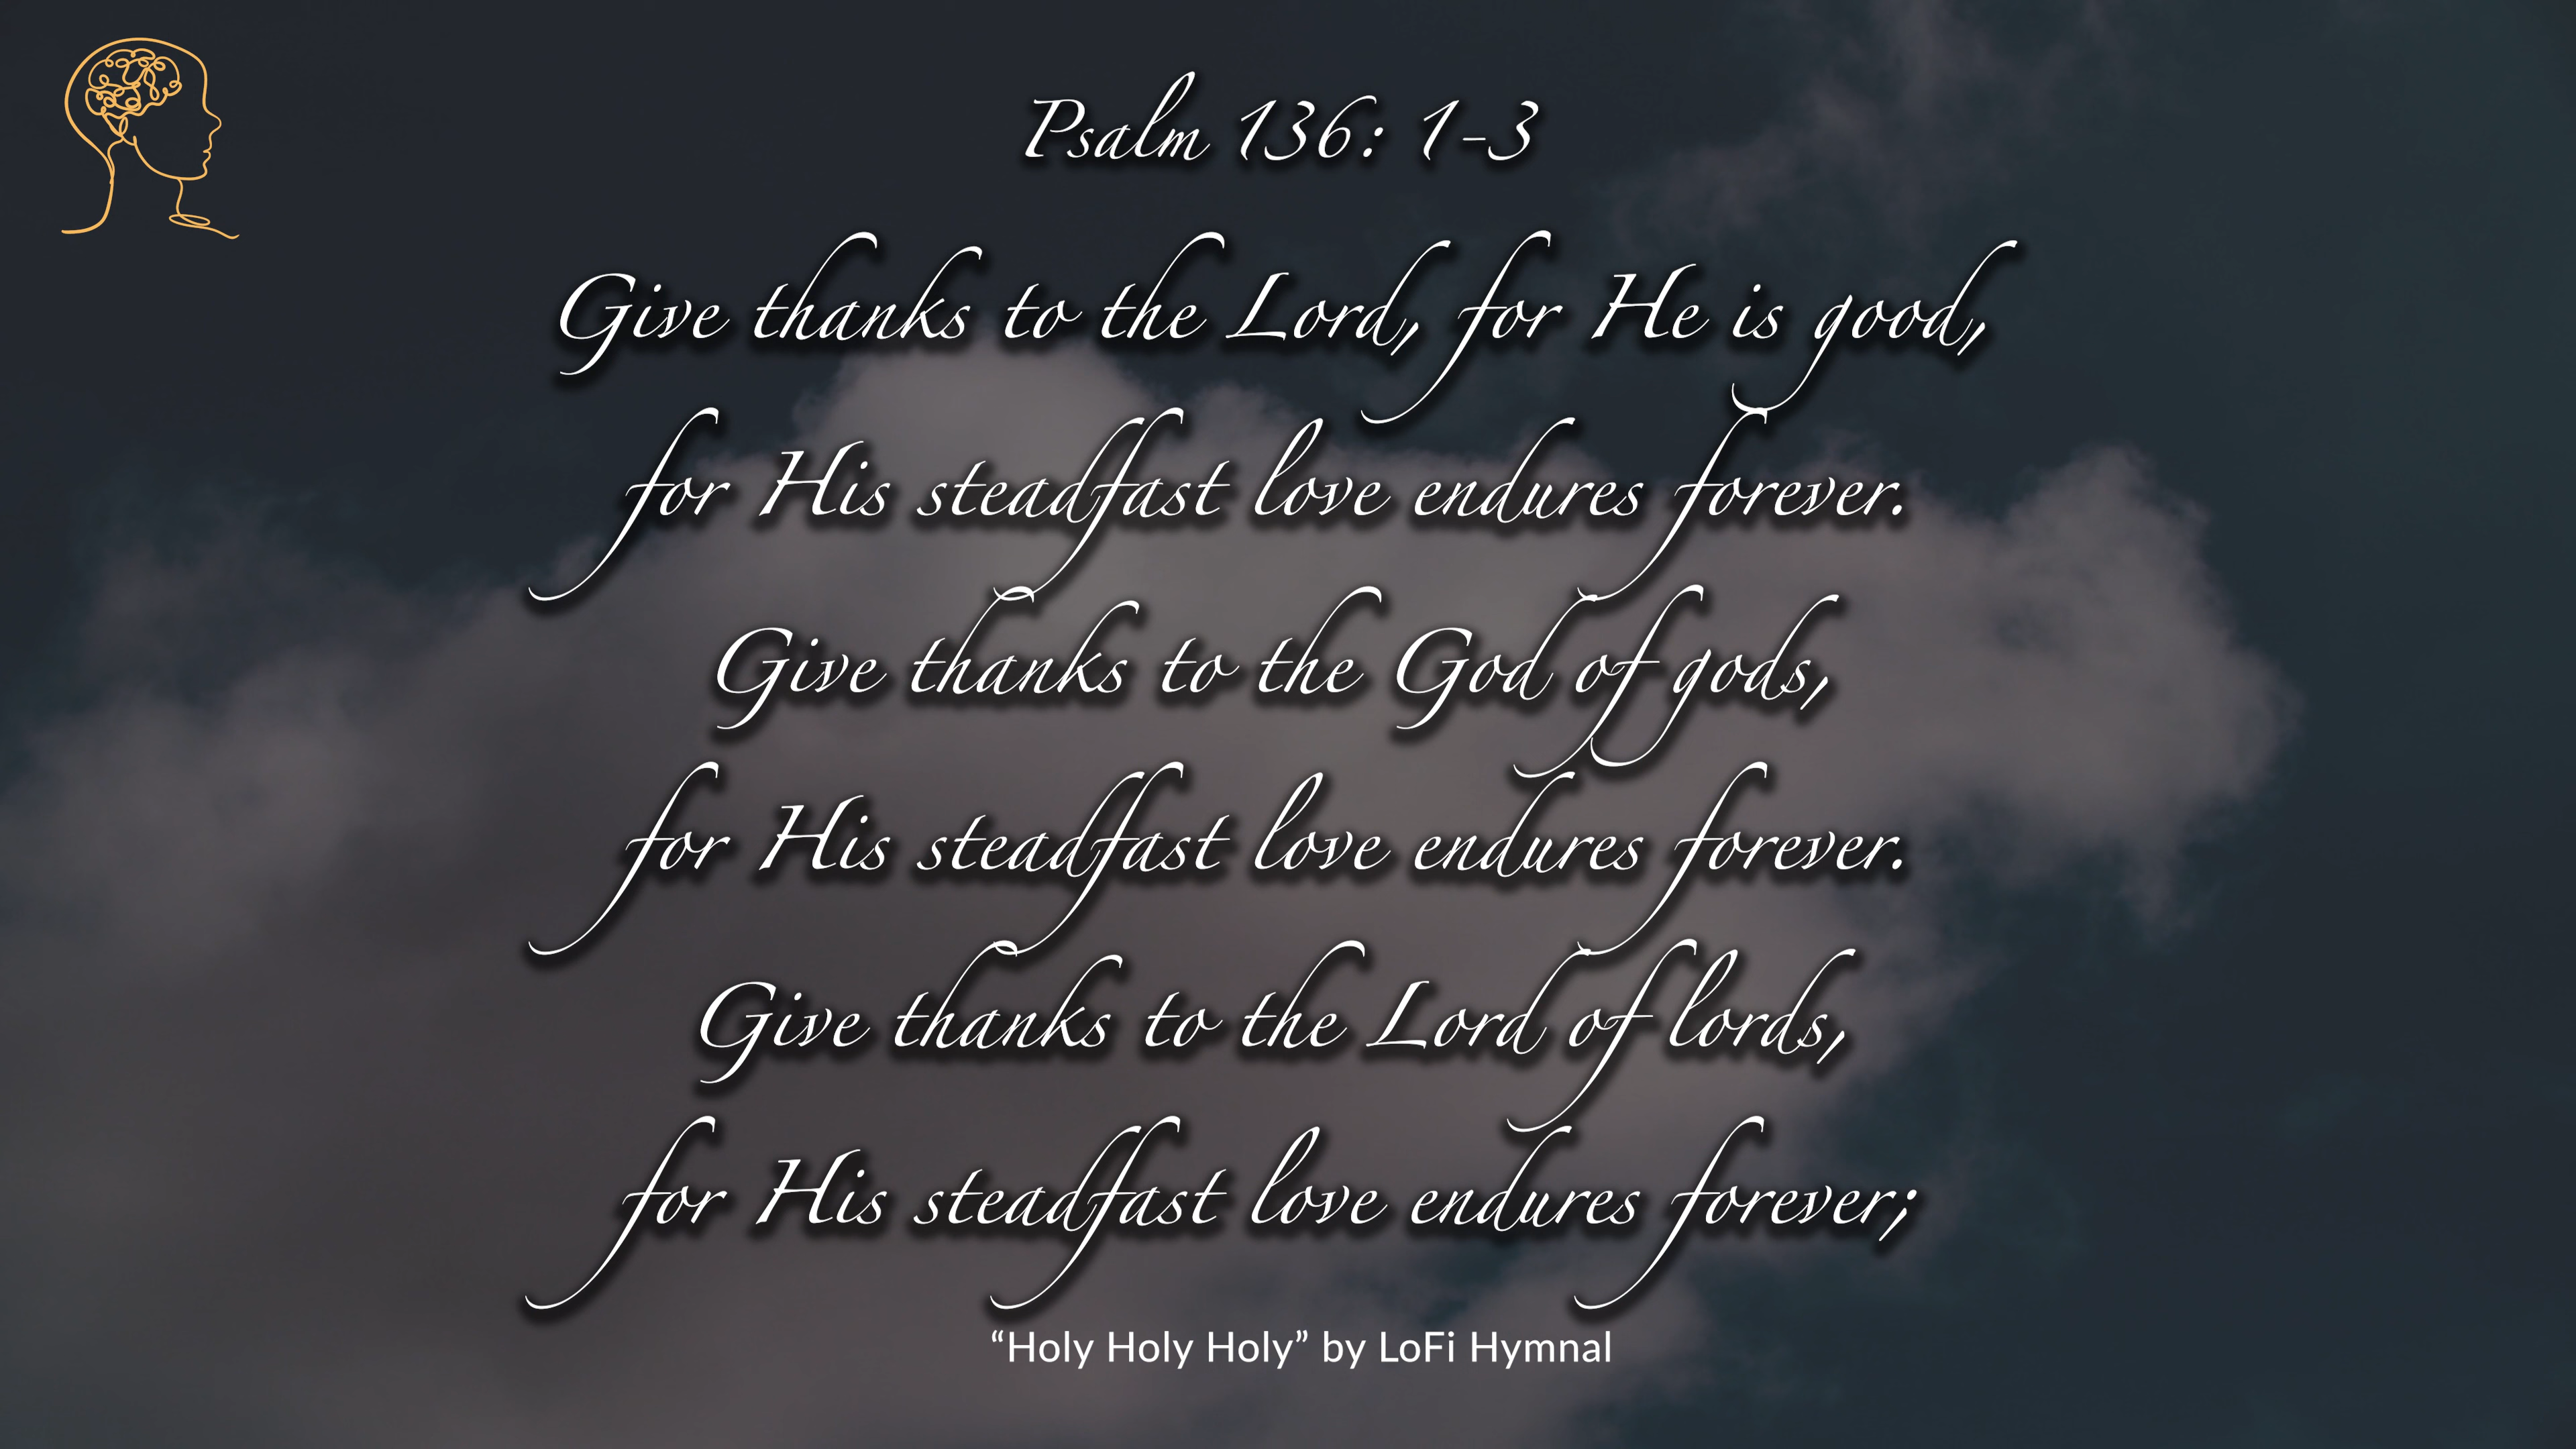 Psalm 136: 1-3
Give thanks to the Lord, for He is good,
for His steadfast love endures forever.
Give thanks to the God of gods,
for His steadfast love endures forever.
Give thanks to the Lord of lords,
for His steadfast love endures forever;
“Holy Holy Holy” by LoFi Hymnal